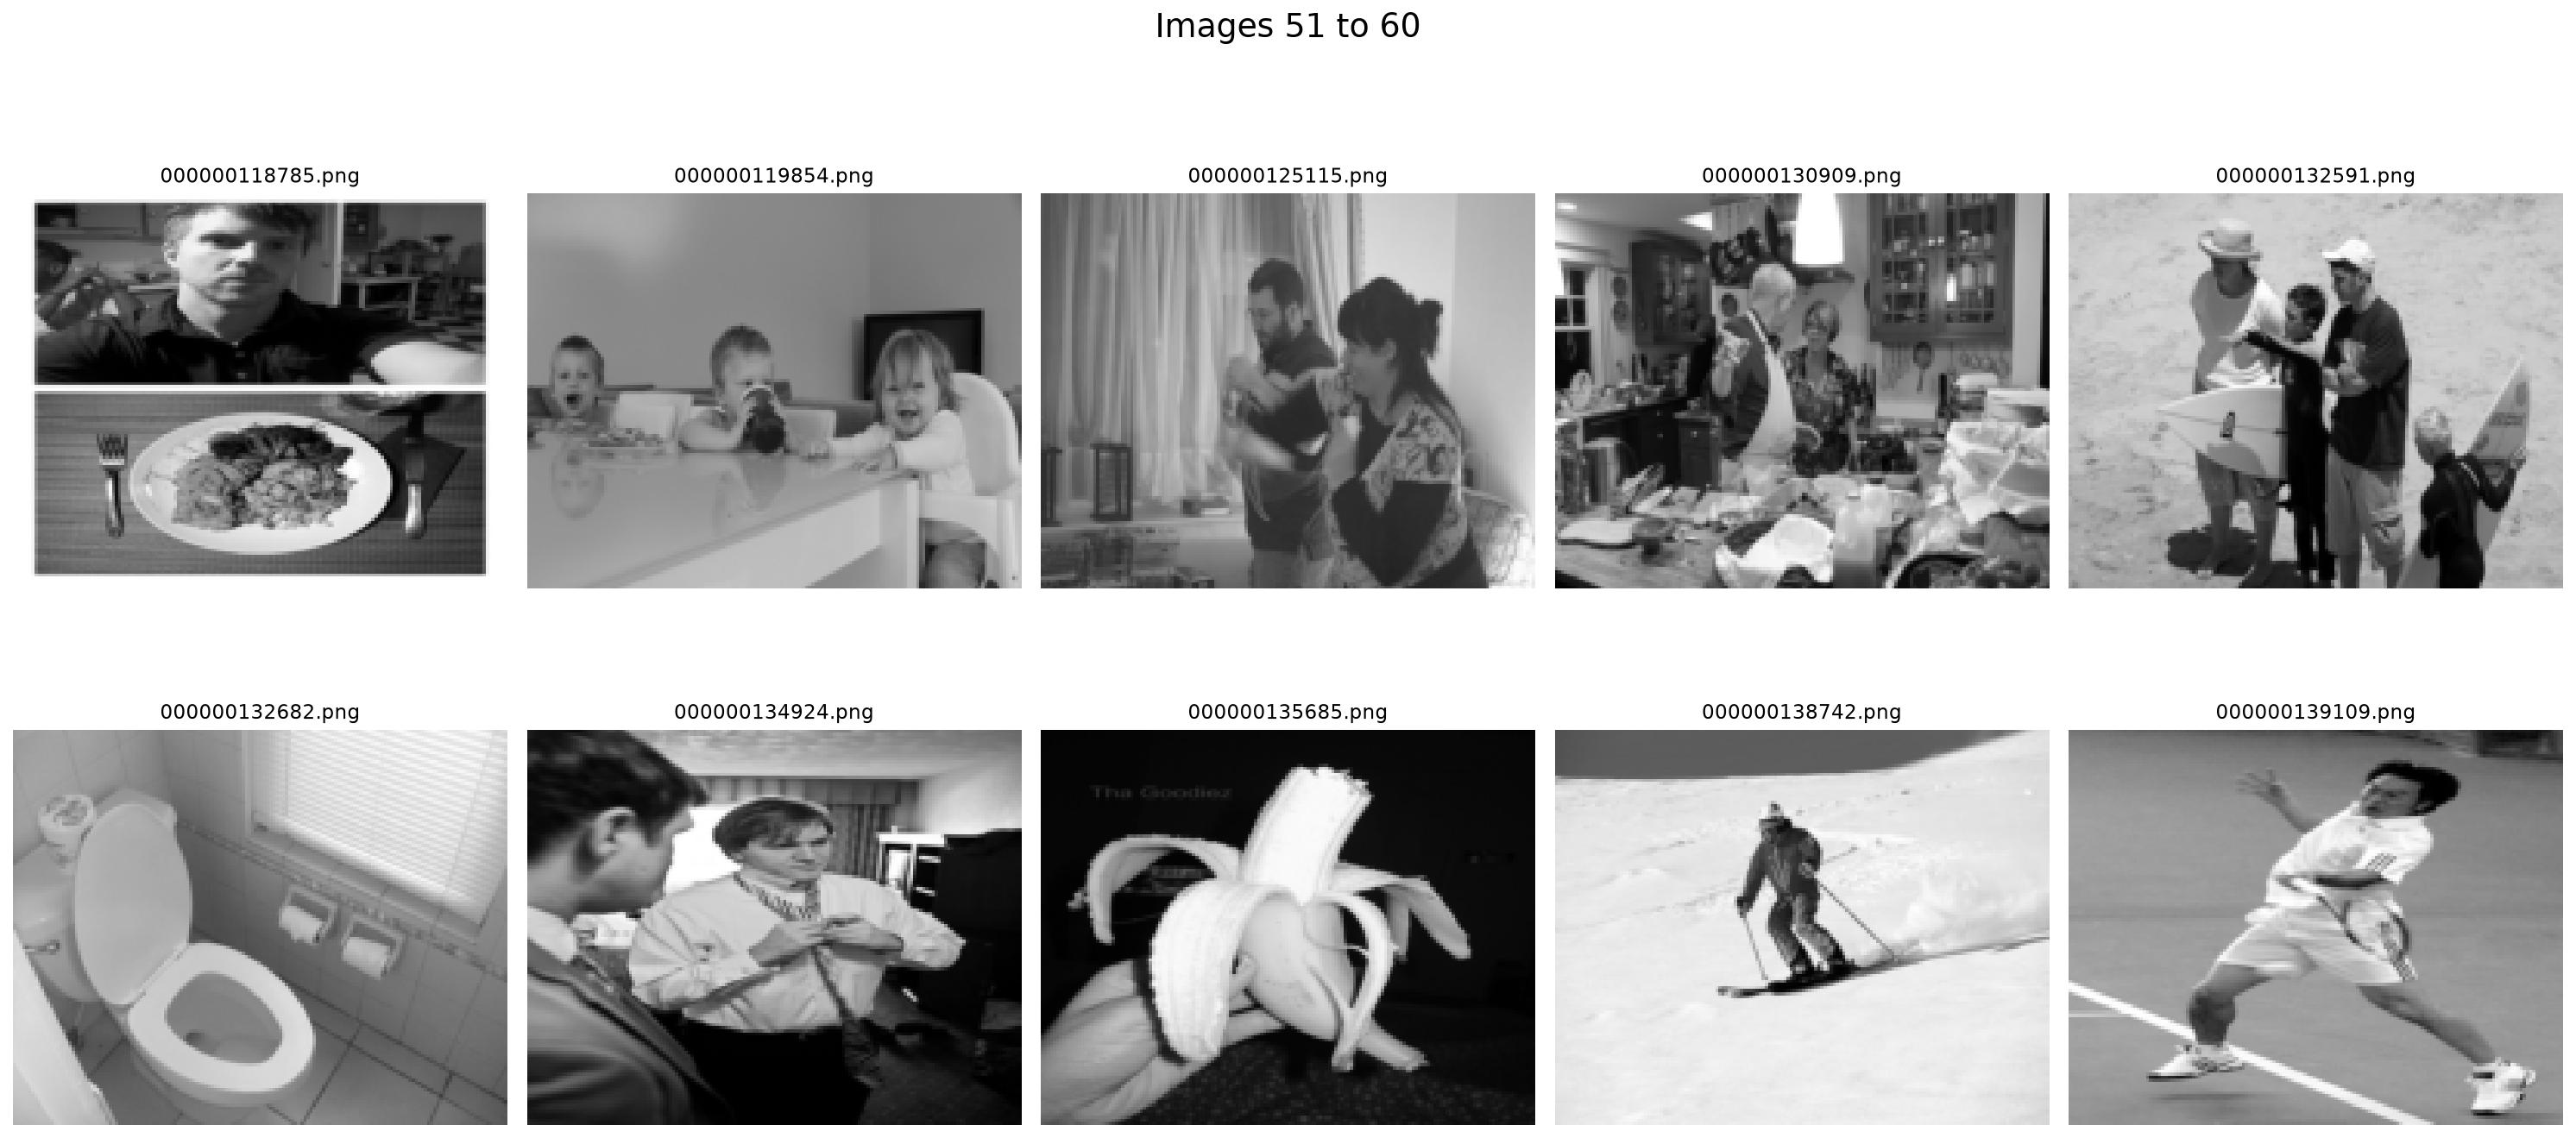 Images 51 to 60
000000118785.png
000000119854.png
000000125115.png
000000130909.png
000000132591.png
000000132682.png
000000134924.png
000000135685.png
000000138742.png
000000139109.png
Tha Goodiez